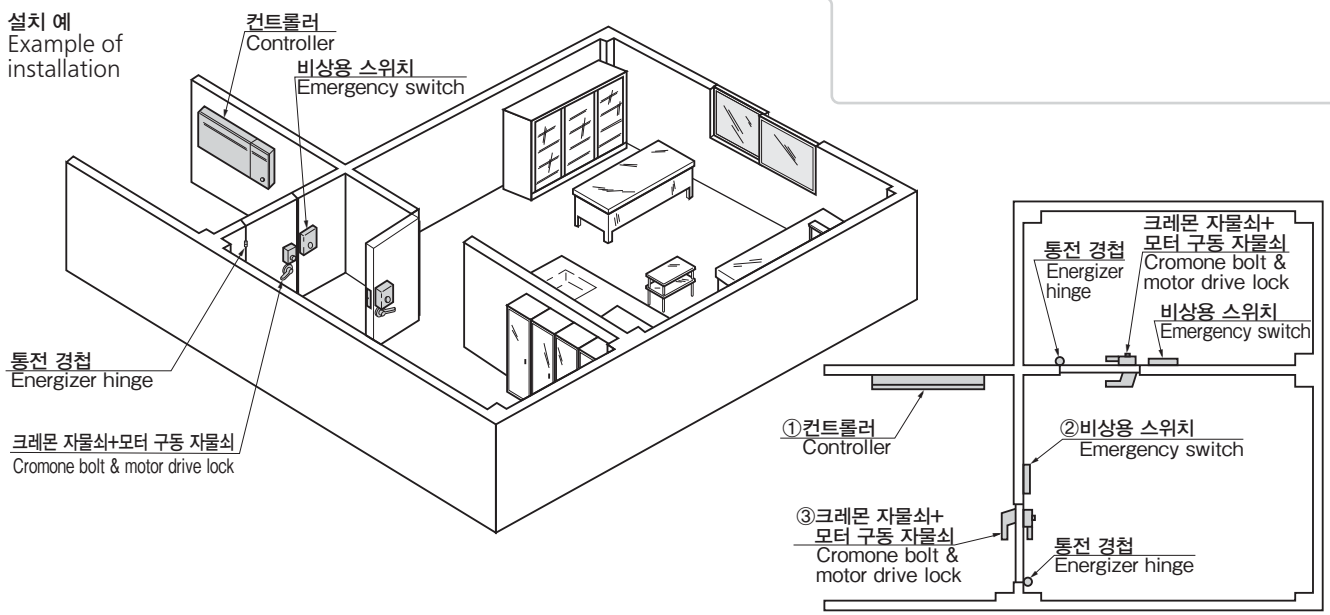 설치 예
Example of
installation
컨트롤러
Controller
비상용 스위치
Emergency switch
통전 경첩
Energizer hinge
크레몬 자물쇠+모터 구동 자물쇠
Cromone bolt & motor drive lock
크레몬 자물쇠+
모터 구동 자물쇠
Cromone bolt &
motor drive lock
통전 경첩
Energizer
hinge
비상용 스위치
Emergency switch
①컨트롤러
Controller
②비상용 스위치
Emergency switch
③크레몬 자물쇠+
모터 구동 자물쇠
Cromone bolt &
motor drive lock
통전 경첩
Energizer hinge